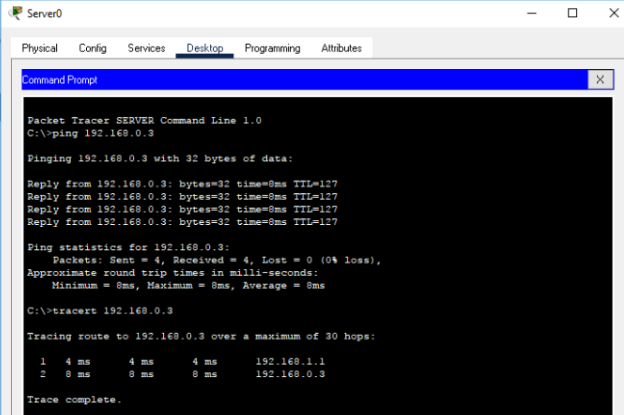 Server0
Physical Config Services Desktop Programming Attributes
Command Prompt
X
Packet Tracer SERVER Command Line 1.0
C:\>ping 192.168.0.3
Pinging 192.168.0.3 with 32 bytes of data:
Reply from 192.168.0.3: bytes=32 time=8ms TTL=127
Reply from 192.168.0.3: bytes=32 time=8ms TTL=127
Reply from 192.168.0.3: bytes=32 time=8ms TTL=127
Reply from 192.168.0.3: bytes=32 time=8ms TTL=127
Ping statistics for 192.168.0.3:
Packets: Sent = 4, Received = 4, Lost = 0 (0% loss),
Approximate round trip times in milli-seconds:
Minimum = 8ms, Maximum = 8ms, Average = 8ms
C:\>tracert 192.168.0.3
Tracing route to 192.168.0.3 over a maximum of 30 hops:
1 4 ms 4 ms 4 ms 192.168.1.1
2 8 ms 8 ms 8 ms 192.168.0.3
Trace complete.